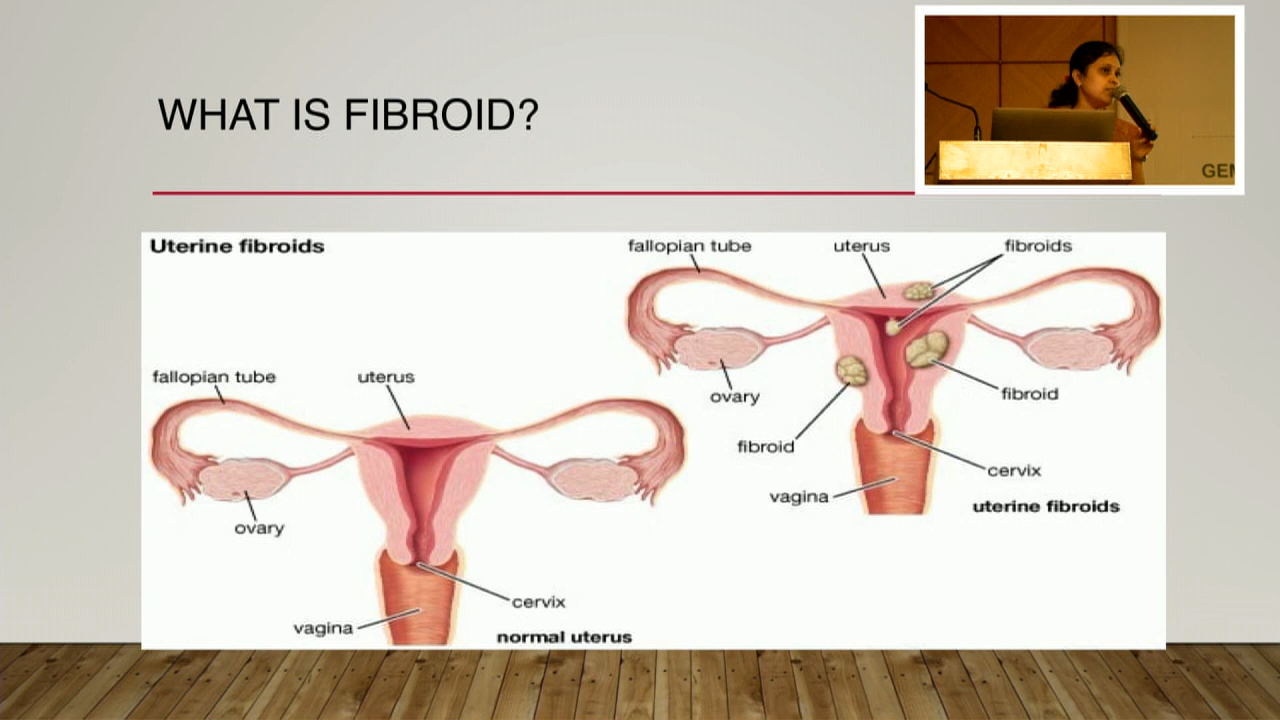 WHAT IS FIBROID?
GEN
Uterine fibroids
fallopian tube
uterus
fibroids
ovary
fibroid
fibroid
cervix
vagina
uterine fibroids
fallopian tube
uterus
ovary
cervix
vagina
normal uterus